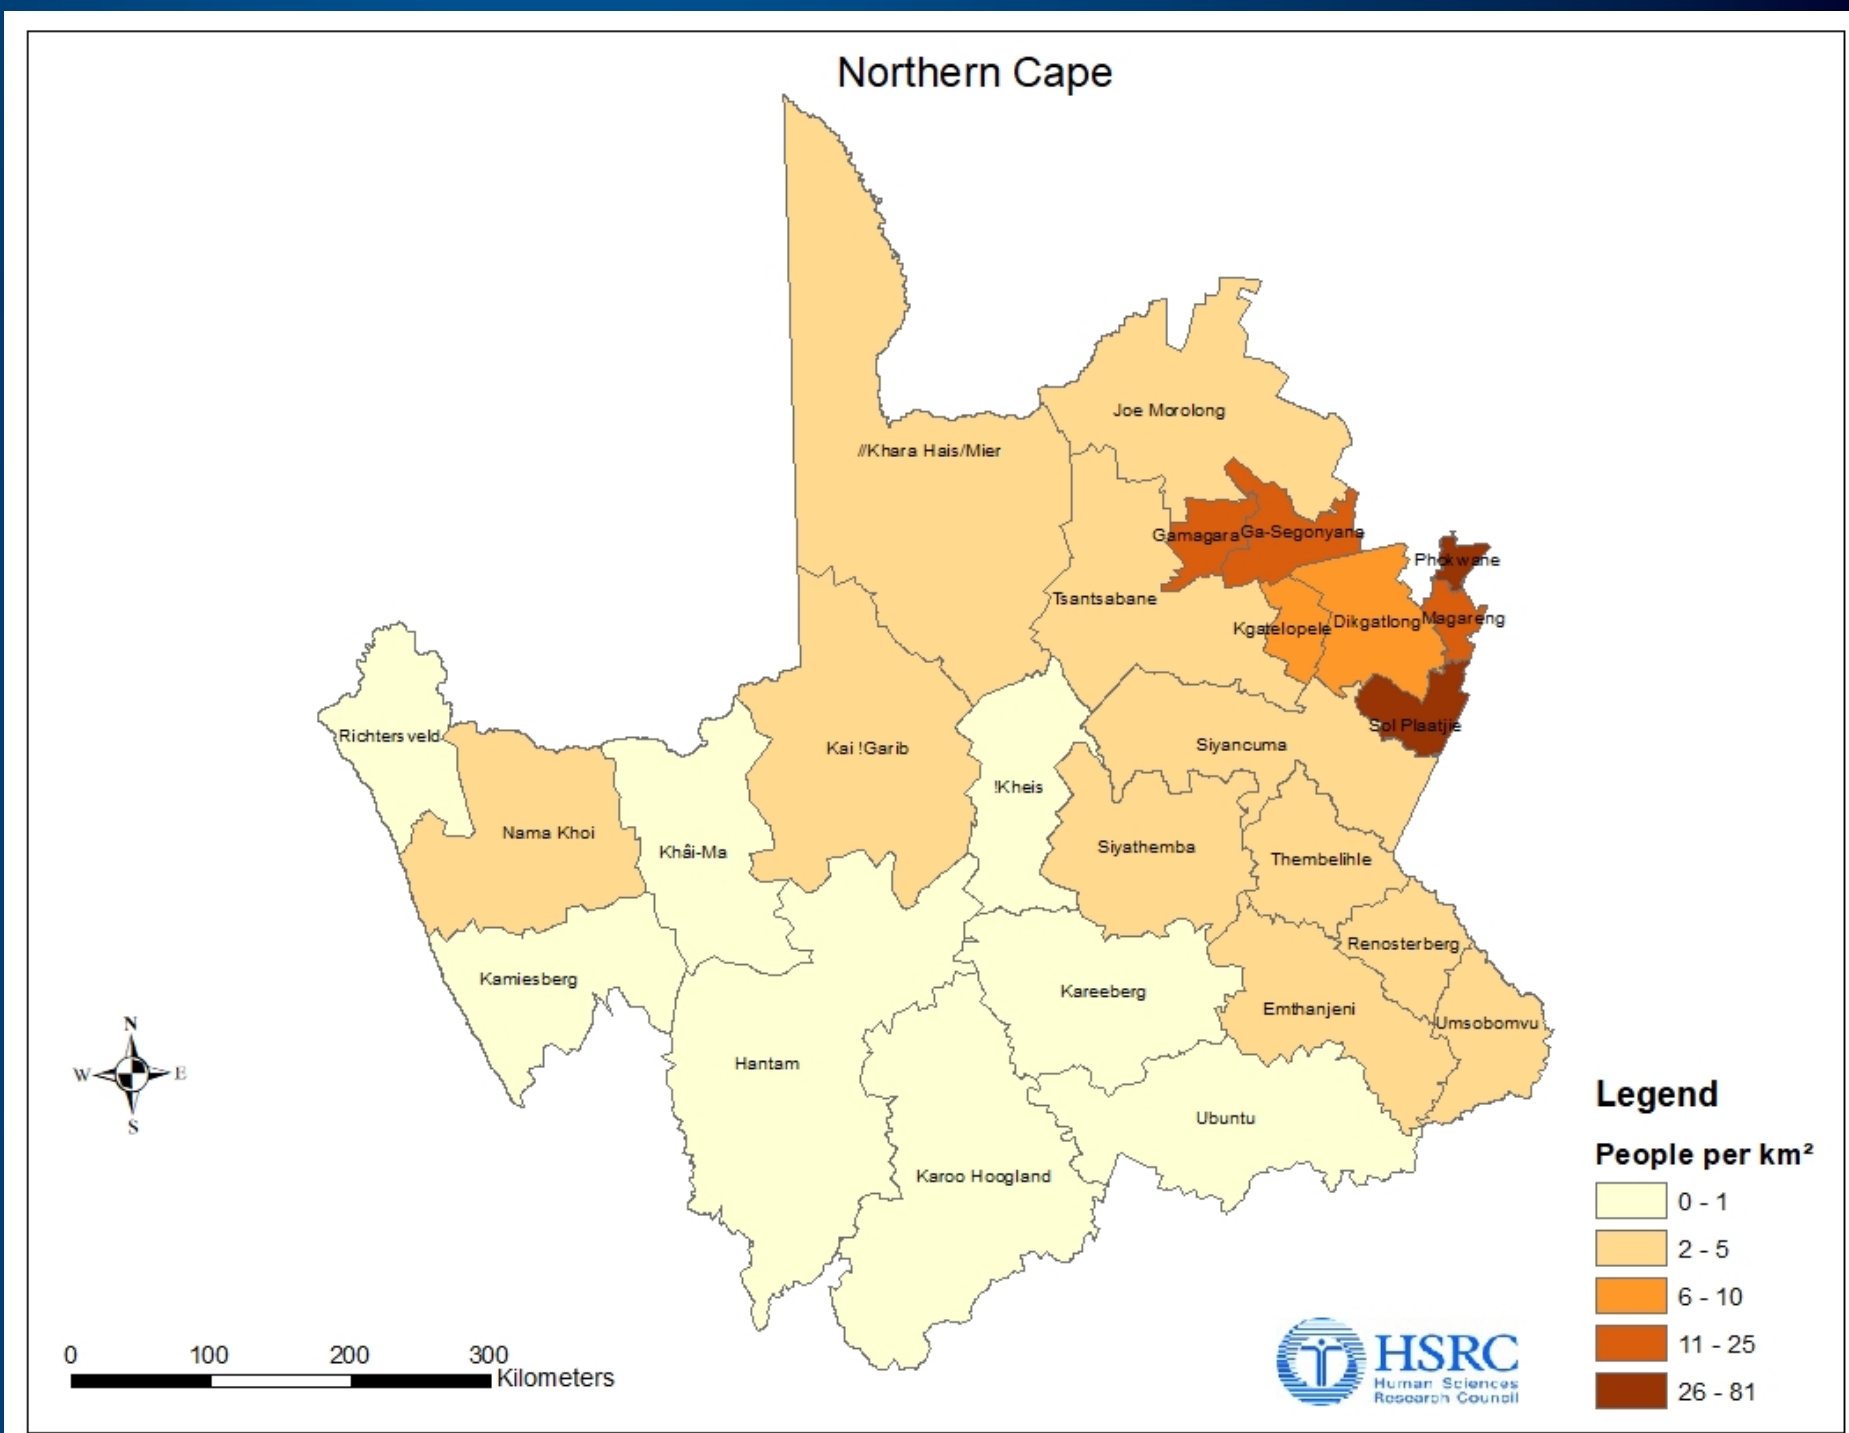 Northern Cape
Joe Morolong
//Khara Hais/Mier
Gamagara
Ga-Segonyana
Phokwane
Tsantsabane
Kgatelopele
Dikgatlong
Magareng
Richtersveld
Kai !Garib
Siyancuma
Sol Plaatjie
!Kheis
Nama Khoi
Khâi-Ma
Siyathemba
Thembelihle
Renosterberg
Kamiesberg
Kareeberg
Emthanjeni
Umsobomvu
Hantam
Ubuntu
Karoo Hoogland
N
W
E
S
Legend
People per km²
0 - 1
2 - 5
6 - 10
11 - 25
26 - 81
0 100 200 300
Kilometers
HSRC
Human Sciences
Research Council